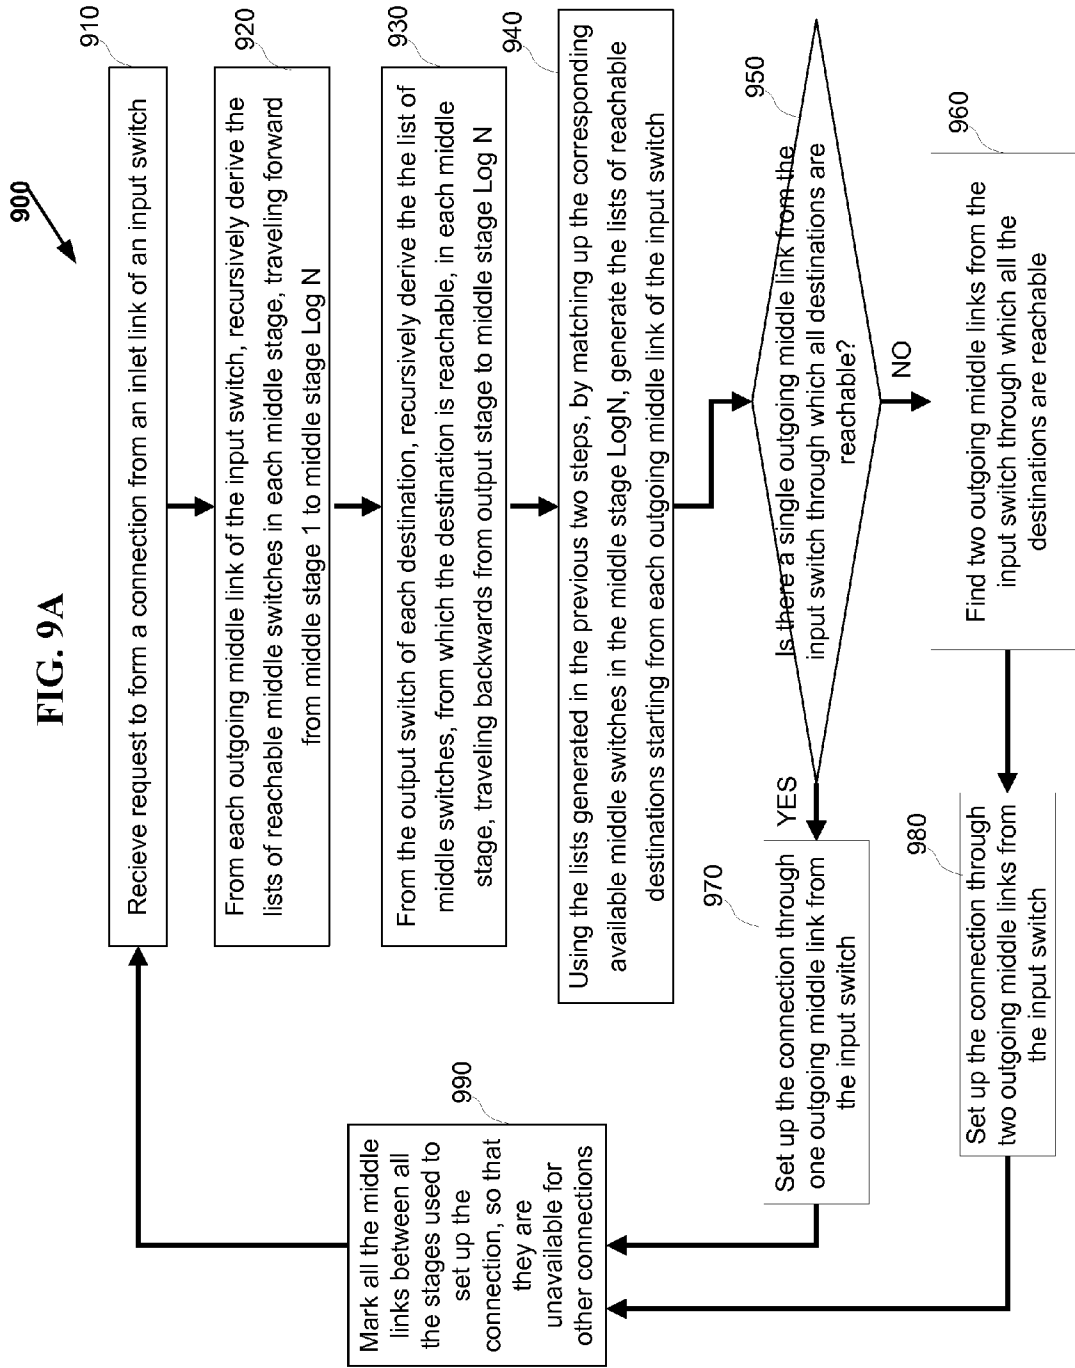 FIG. 9A
900
910
Recieve request to form a connection from an inlet link of an input switch
920
From each outgoing middle link of the input switch, recursively derive the
lists of reachable middle switches in each middle stage, traveling forward
from middle stage 1 to middle stage Log N
930
From the output switch of each destination, recursively derive the list of
middle switches, from which the destination is reachable, in each middle
stage, traveling backwards from output stage to middle stage Log N
940
Using the lists generated in the previous two steps, by matching up the corresponding
available middle switches in the middle stage LogN, generate the lists of reachable
destinations starting from each outgoing middle link of the input switch
950
Is there a single outgoing middle link from the
input switch through which all destinations are
reachable?
YES
NO
960
Find two outgoing middle links from the
input switch through which all the
destinations are reachable
970
Set up the connection through
one outgoing middle link from
the input switch
980
Set up the connection through
two outgoing middle links from
the input switch
990
Mark all the middle
links between all
the stages used to
set up the
connection, so that
they are
unavailable for
other connections